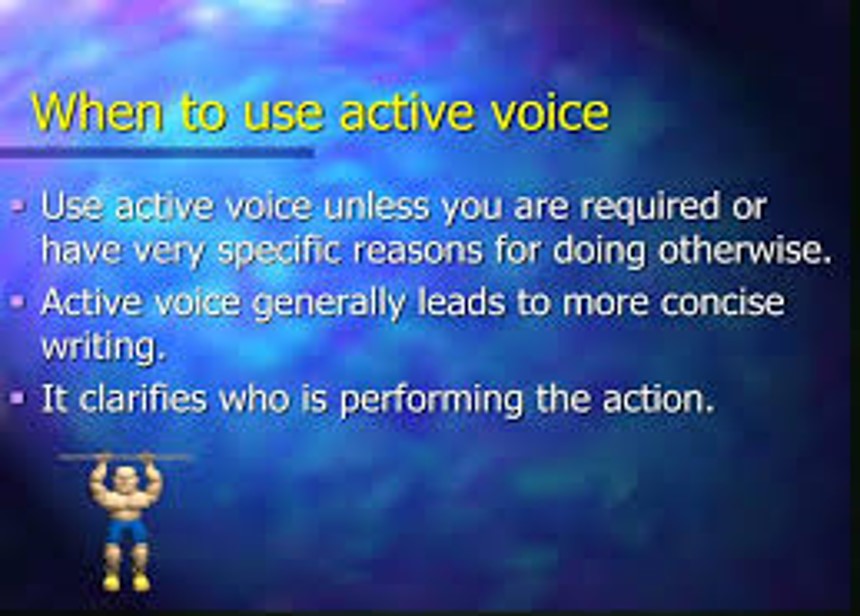 When to use active voice
Use active voice unless you are required or
have very specific reasons for doing otherwise.
Active voice generally leads to more concise
writing.
It clarifies who is performing the action.